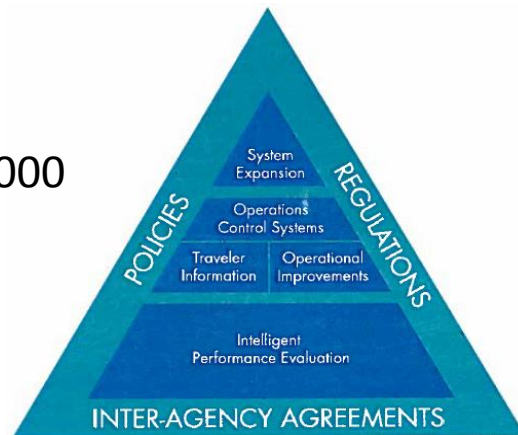 000
System
Expansion
POLICIES
REGULATIONS
Operations
Control Systems
Traveler
Information
Operational
Improvements
Intelligent
Performance Evaluation
INTER-AGENCY AGREEMENTS